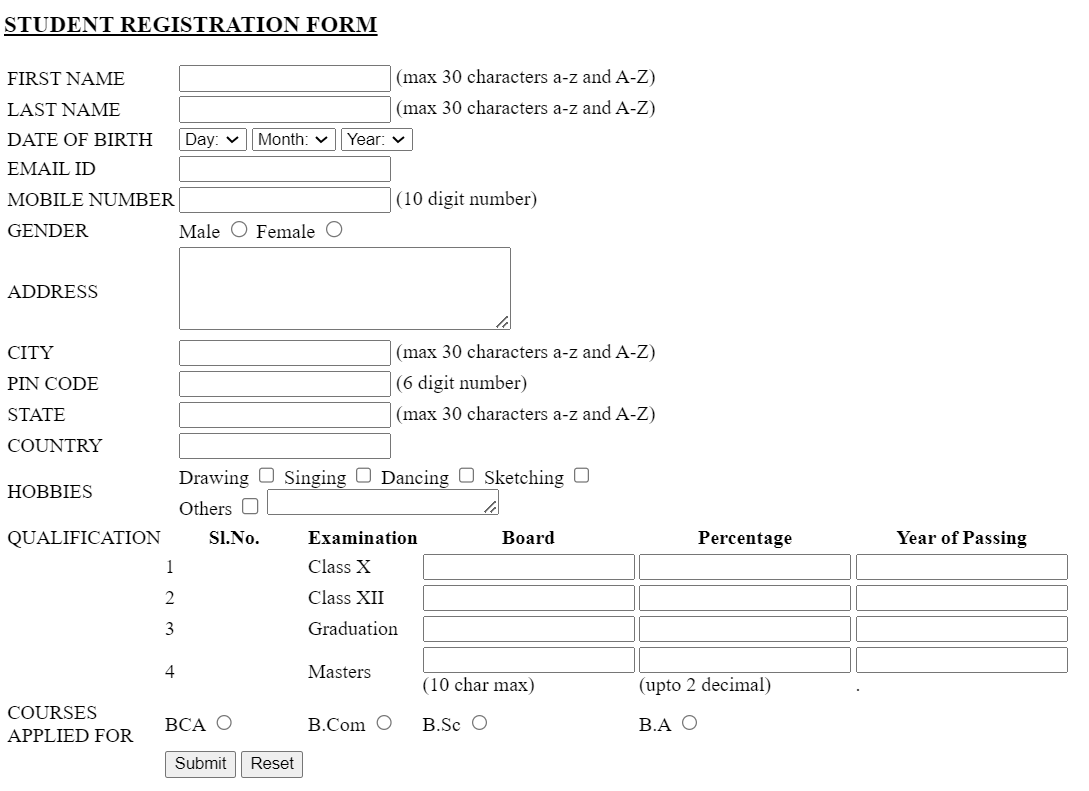 STUDENT REGISTRATION FORM
FIRST NAME (max 30 characters a-z and A-Z)
LAST NAME (max 30 characters a-z and A-Z)
DATE OF BIRTH Day: Month: Year:
EMAIL ID
MOBILE NUMBER (10 digit number)
GENDER Male Female
ADDRESS
CITY (max 30 characters a-z and A-Z)
PIN CODE (6 digit number)
STATE (max 30 characters a-z and A-Z)
COUNTRY
HOBBIES Drawing Singing Dancing Sketching
Others
QUALIFICATION Sl.No. Examination Board Percentage Year of Passing
1 Class X
2 Class XII
3 Graduation
4 Masters
(10 char max) (upto 2 decimal) .
COURSES
APPLIED FOR BCA B.Com B.Sc B.A
Submit Reset